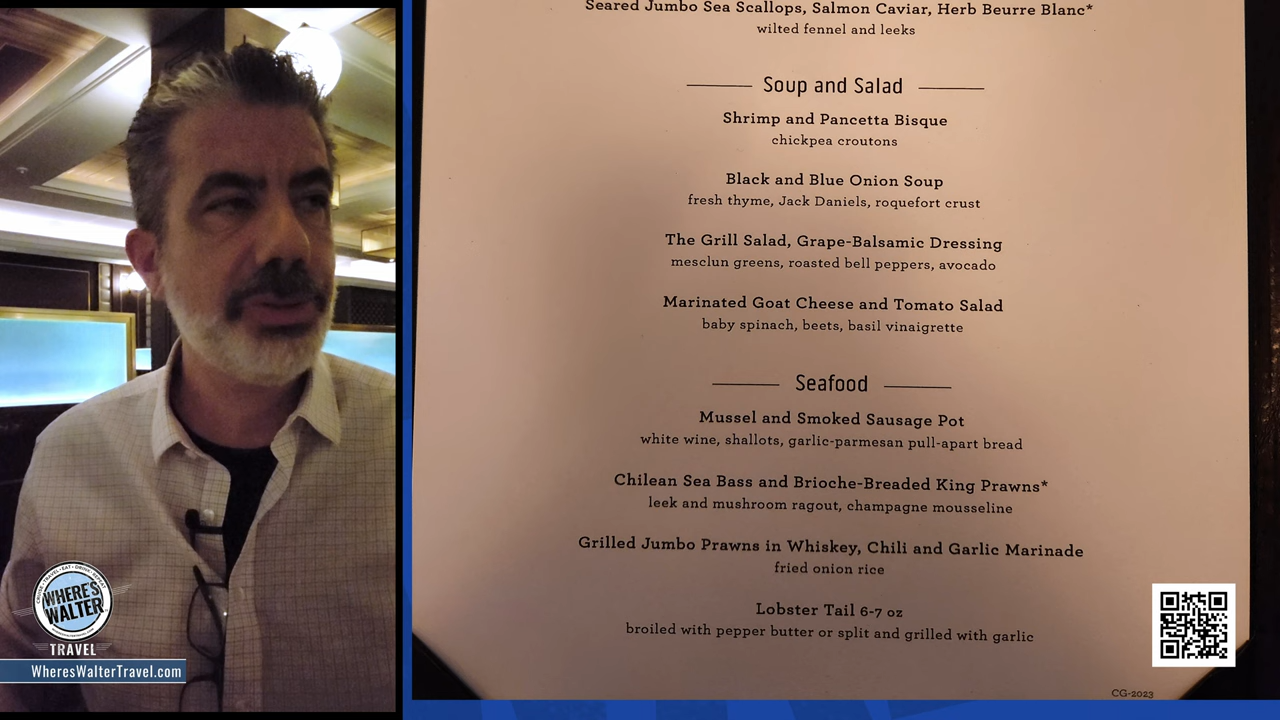 Seared Jumbo Sea Scallops, Salmon Caviar, Herb Beurre Blanc*
wilted fennel and leeks
Soup and Salad
Shrimp and Pancetta Bisque
chickpea croutons
Black and Blue Onion Soup
fresh thyme, Jack Daniels, roquefort crust
The Grill Salad, Grape-Balsamic Dressing
mesclun greens, roasted bell peppers, avocado
Marinated Goat Cheese and Tomato Salad
baby spinach, beets, basil vinaigrette
Seafood
Mussel and Smoked Sausage Pot
white wine, shallots, garlic-parmesan pull-apart bread
Chilean Sea Bass and Brioche-Breaded King Prawns*
leek and mushroom ragout, champagne mousseline
Grilled Jumbo Prawns in Whiskey, Chili and Garlic Marinade
fried onion rice
Lobster Tail 6-7 oz
broiled with pepper butter or split and grilled with garlic
CG-2023
WHERE'S
WALTER
TRAVEL
WheresWalterTravel.com